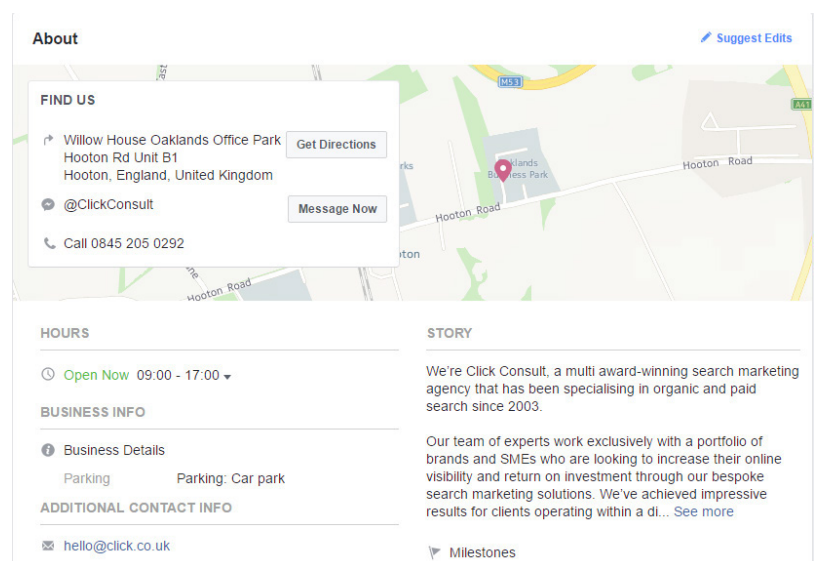 About
Suggest Edits
FIND US
Willow House Oaklands Office Park
Hooton Rd Unit B1
Hooton, England, United Kingdom
Get Directions
@ClickConsult
Message Now
Call 0845 205 0292
M53
A41
Hooton Road
Hooton Road
Hooton Road
HOURS
Open Now 09:00 - 17:00
BUSINESS INFO
Business Details
Parking Parking: Car park
ADDITIONAL CONTACT INFO
hello@click.co.uk
STORY
We're Click Consult, a multi award-winning search marketing
agency that has been specialising in organic and paid
search since 2003.
Our team of experts work exclusively with a portfolio of
brands and SMEs who are looking to increase their online
visibility and return on investment through our bespoke
search marketing solutions. We've achieved impressive
results for clients operating within a di... See more
Milestones